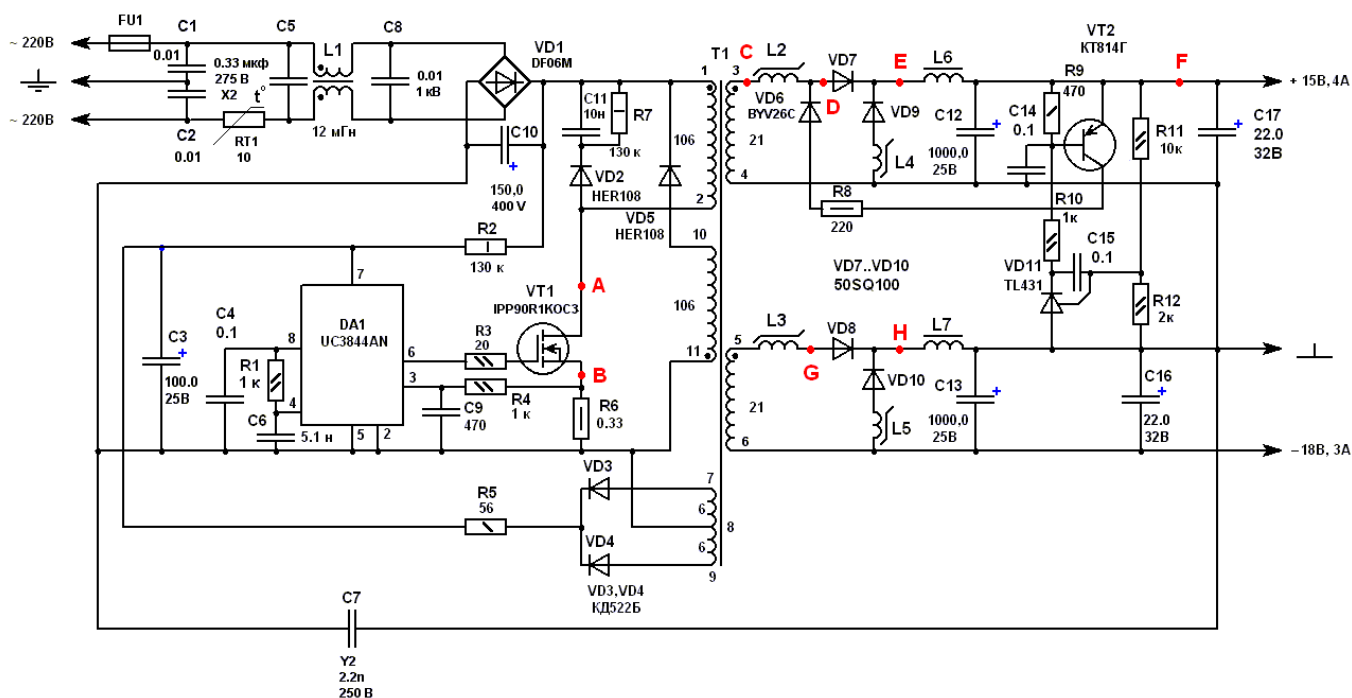 FU1
C1
C5
L1
C8
VD1
DF06M
~ 220В
0.01
0.33 мкф
275 В
X2
0.01
1 кВ
t°
~ 220В
C2
0.01
RT1
10
12 мГн
C10
150,0
400 V
C11
10н
R7
130 к
VD2
HER108
VD5
HER108
T1
1
106
2
10
106
11
3
21
4
5
21
6
7
6
8
6
9
C
L2
VD7
E
L6
VT2
КТ814Г
F
+ 15В, 4А
VD6
BYV26C
D
VD9
L4
C12
1000,0
25В
C14
0.1
R9
470
R11
10к
C17
22.0
32В
R8
220
R10
1к
C15
0.1
VD11
TL431
R12
2к
VD7..VD10
50SQ100
R2
130 к
A
VT1
IPP90R1KOC3
B
7
DA1
UC3844AN
8
4
5
2
6
3
C4
0.1
C3
100.0
25В
R1
1 к
C6
5.1 н
R3
20
R4
1 к
C9
470
R6
0.33
L3
G
VD8
H
L7
VD10
L5
C13
1000,0
25В
C16
22.0
32В
–18В, 3А
R5
56
VD3
VD4
VD3,VD4
КД522Б
C7
Y2
2.2n
250 В